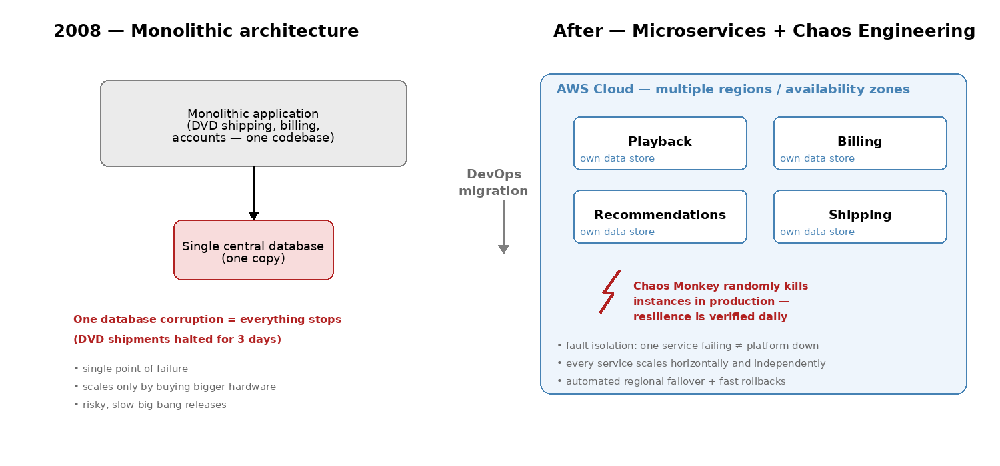 2008 — Monolithic architecture
Monolithic application
(DVD shipping, billing,
accounts — one codebase)
Single central database
(one copy)
One database corruption = everything stops
(DVD shipments halted for 3 days)
• single point of failure
• scales only by buying bigger hardware
• risky, slow big-bang releases
DevOps
migration
After — Microservices + Chaos Engineering
AWS Cloud — multiple regions / availability zones
Playback
own data store
Billing
own data store
Recommendations
own data store
Shipping
own data store
Chaos Monkey randomly kills
instances in production —
resilience is verified daily
• fault isolation: one service failing ≠ platform down
• every service scales horizontally and independently
• automated regional failover + fast rollbacks